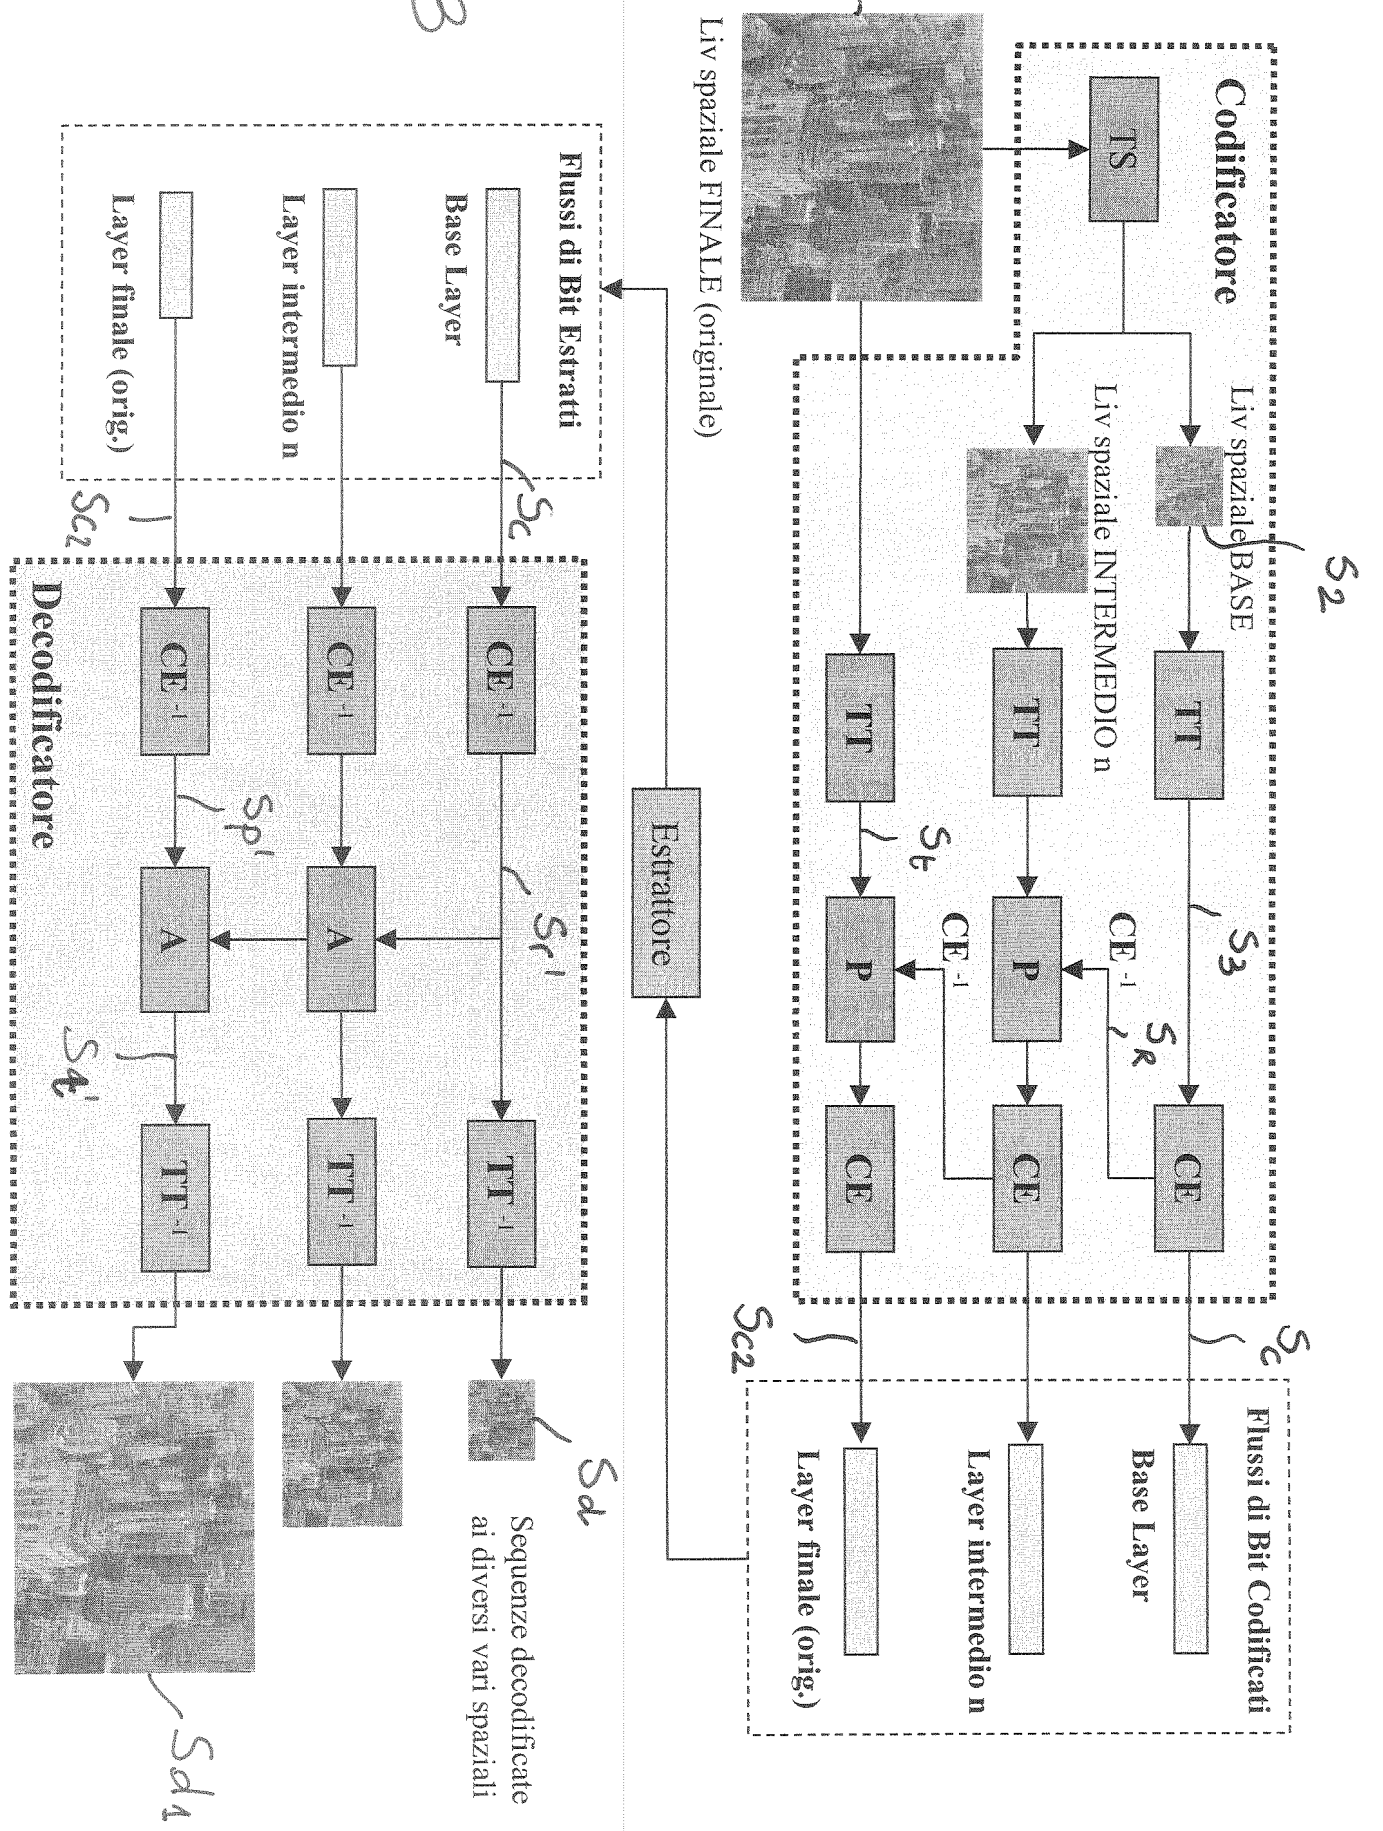 Codificatore
TS
Liv spaziale BASE
S2
TT
S3
CE
Sc
Liv spaziale INTERMEDIO n
TT
CE-1
P
SR
CE
Liv spaziale FINALE (originale)
TT
St
CE-1
P
CE
Sc2
Flussi di Bit Codificati
Base Layer
Layer intermedio n
Layer finale (orig.)
Estrattore
Flussi di Bit Estratti
Base Layer
Layer intermedio n
Layer finale (orig.)
Sc
Sc2
Decodificatore
CE-1
Sr'
TT-1
Sd
CE-1
A
TT-1
CE-1
Sp'
A
TT-1
Sd1
Sequenze decodificate
ai diversi vari spaziali